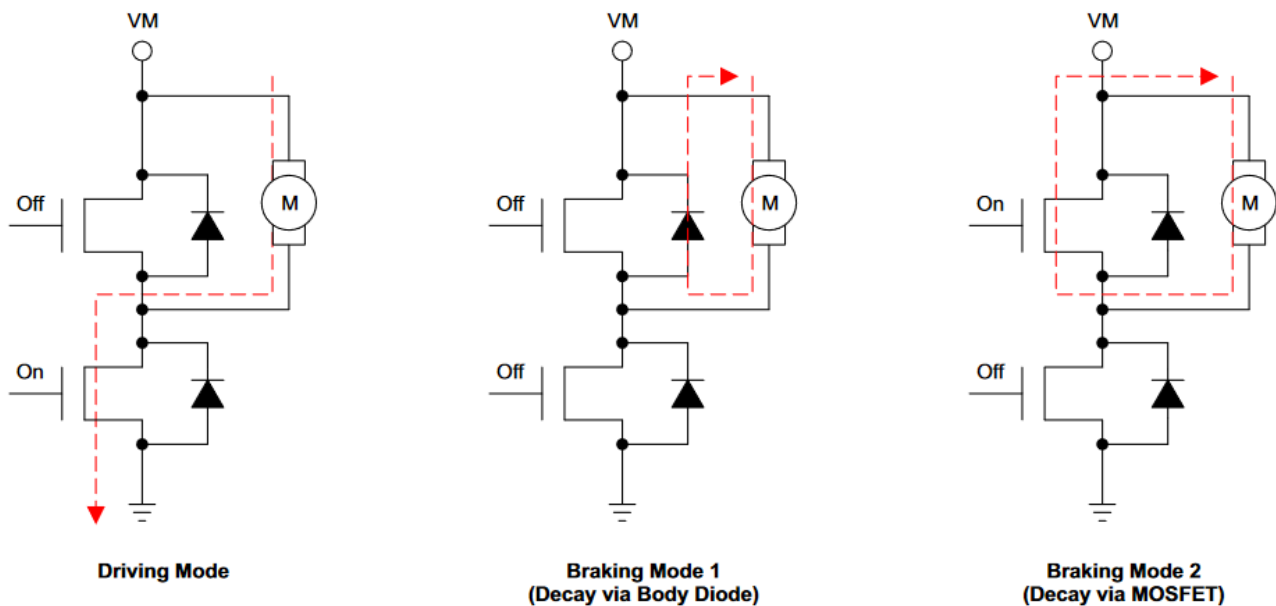 VM
Off
M
On
Driving Mode
VM
Off
M
Off
Braking Mode 1
(Decay via Body Diode)
VM
On
M
Off
Braking Mode 2
(Decay via MOSFET)